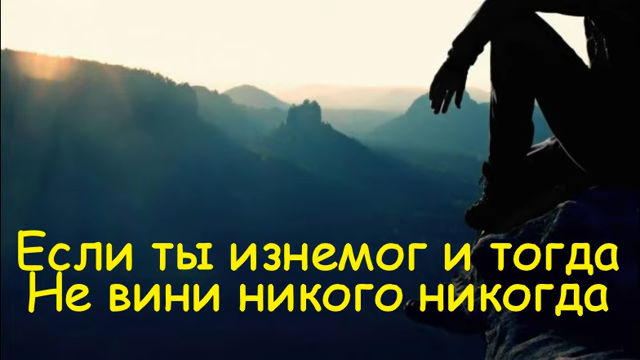 Если ты изнемог и тогда
Не вини никого никогда